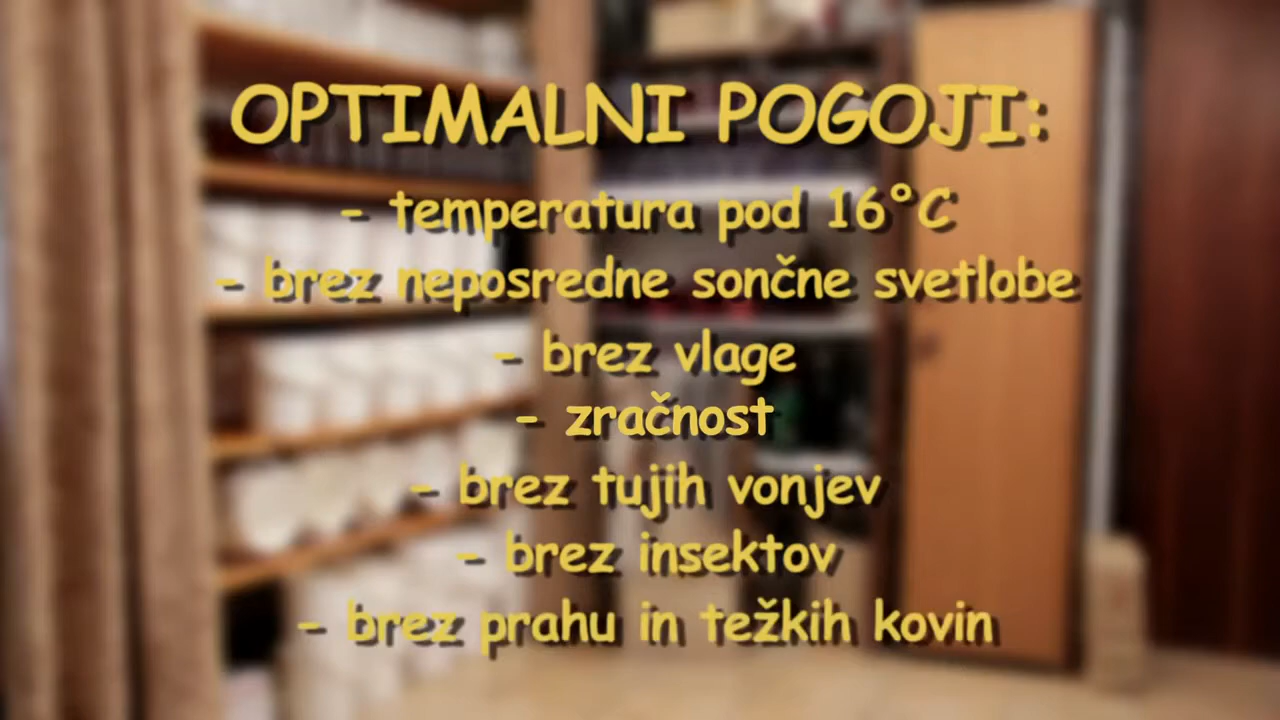 OPTIMALNI POGOJI:
- temperatura pod 16°C
- brez neposredne sončne svetlobe
- brez vlage
- zračnost
- brez tujih vonjev
- brez insektov
- brez prahu in težkih kovin